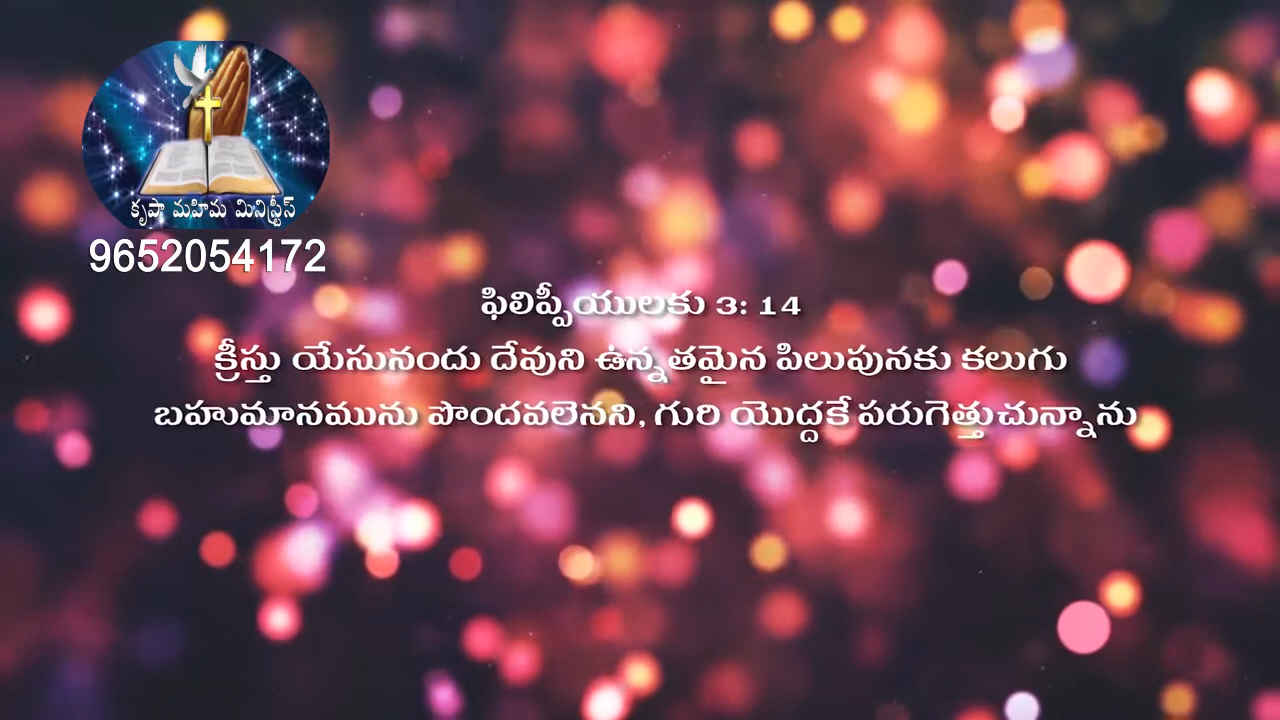 కృపా మహిమ మినిస్ట్రీస్
9652054172
ఫిలిప్పీయులకు 3: 14
క్రీస్తు యేసునందు దేవుని ఉన్నతమైన పిలుపునకు కలుగు
బహుమానమును పొందవలెనని, గురి యొద్దకే పరుగెత్తుచున్నాను